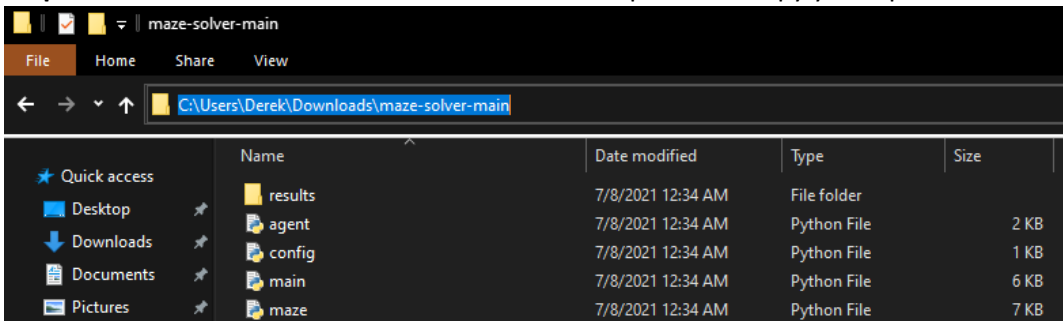 maze-solver-main
File Home Share View
C:\Users\Derek\Downloads\maze-solver-main
Name Date modified Type Size
Quick access
results 7/8/2021 12:34 AM File folder
Desktop
agent 7/8/2021 12:34 AM Python File 2 KB
Downloads
config 7/8/2021 12:34 AM Python File 1 KB
Documents
main 7/8/2021 12:34 AM Python File 6 KB
Pictures
maze 7/8/2021 12:34 AM Python File 7 KB